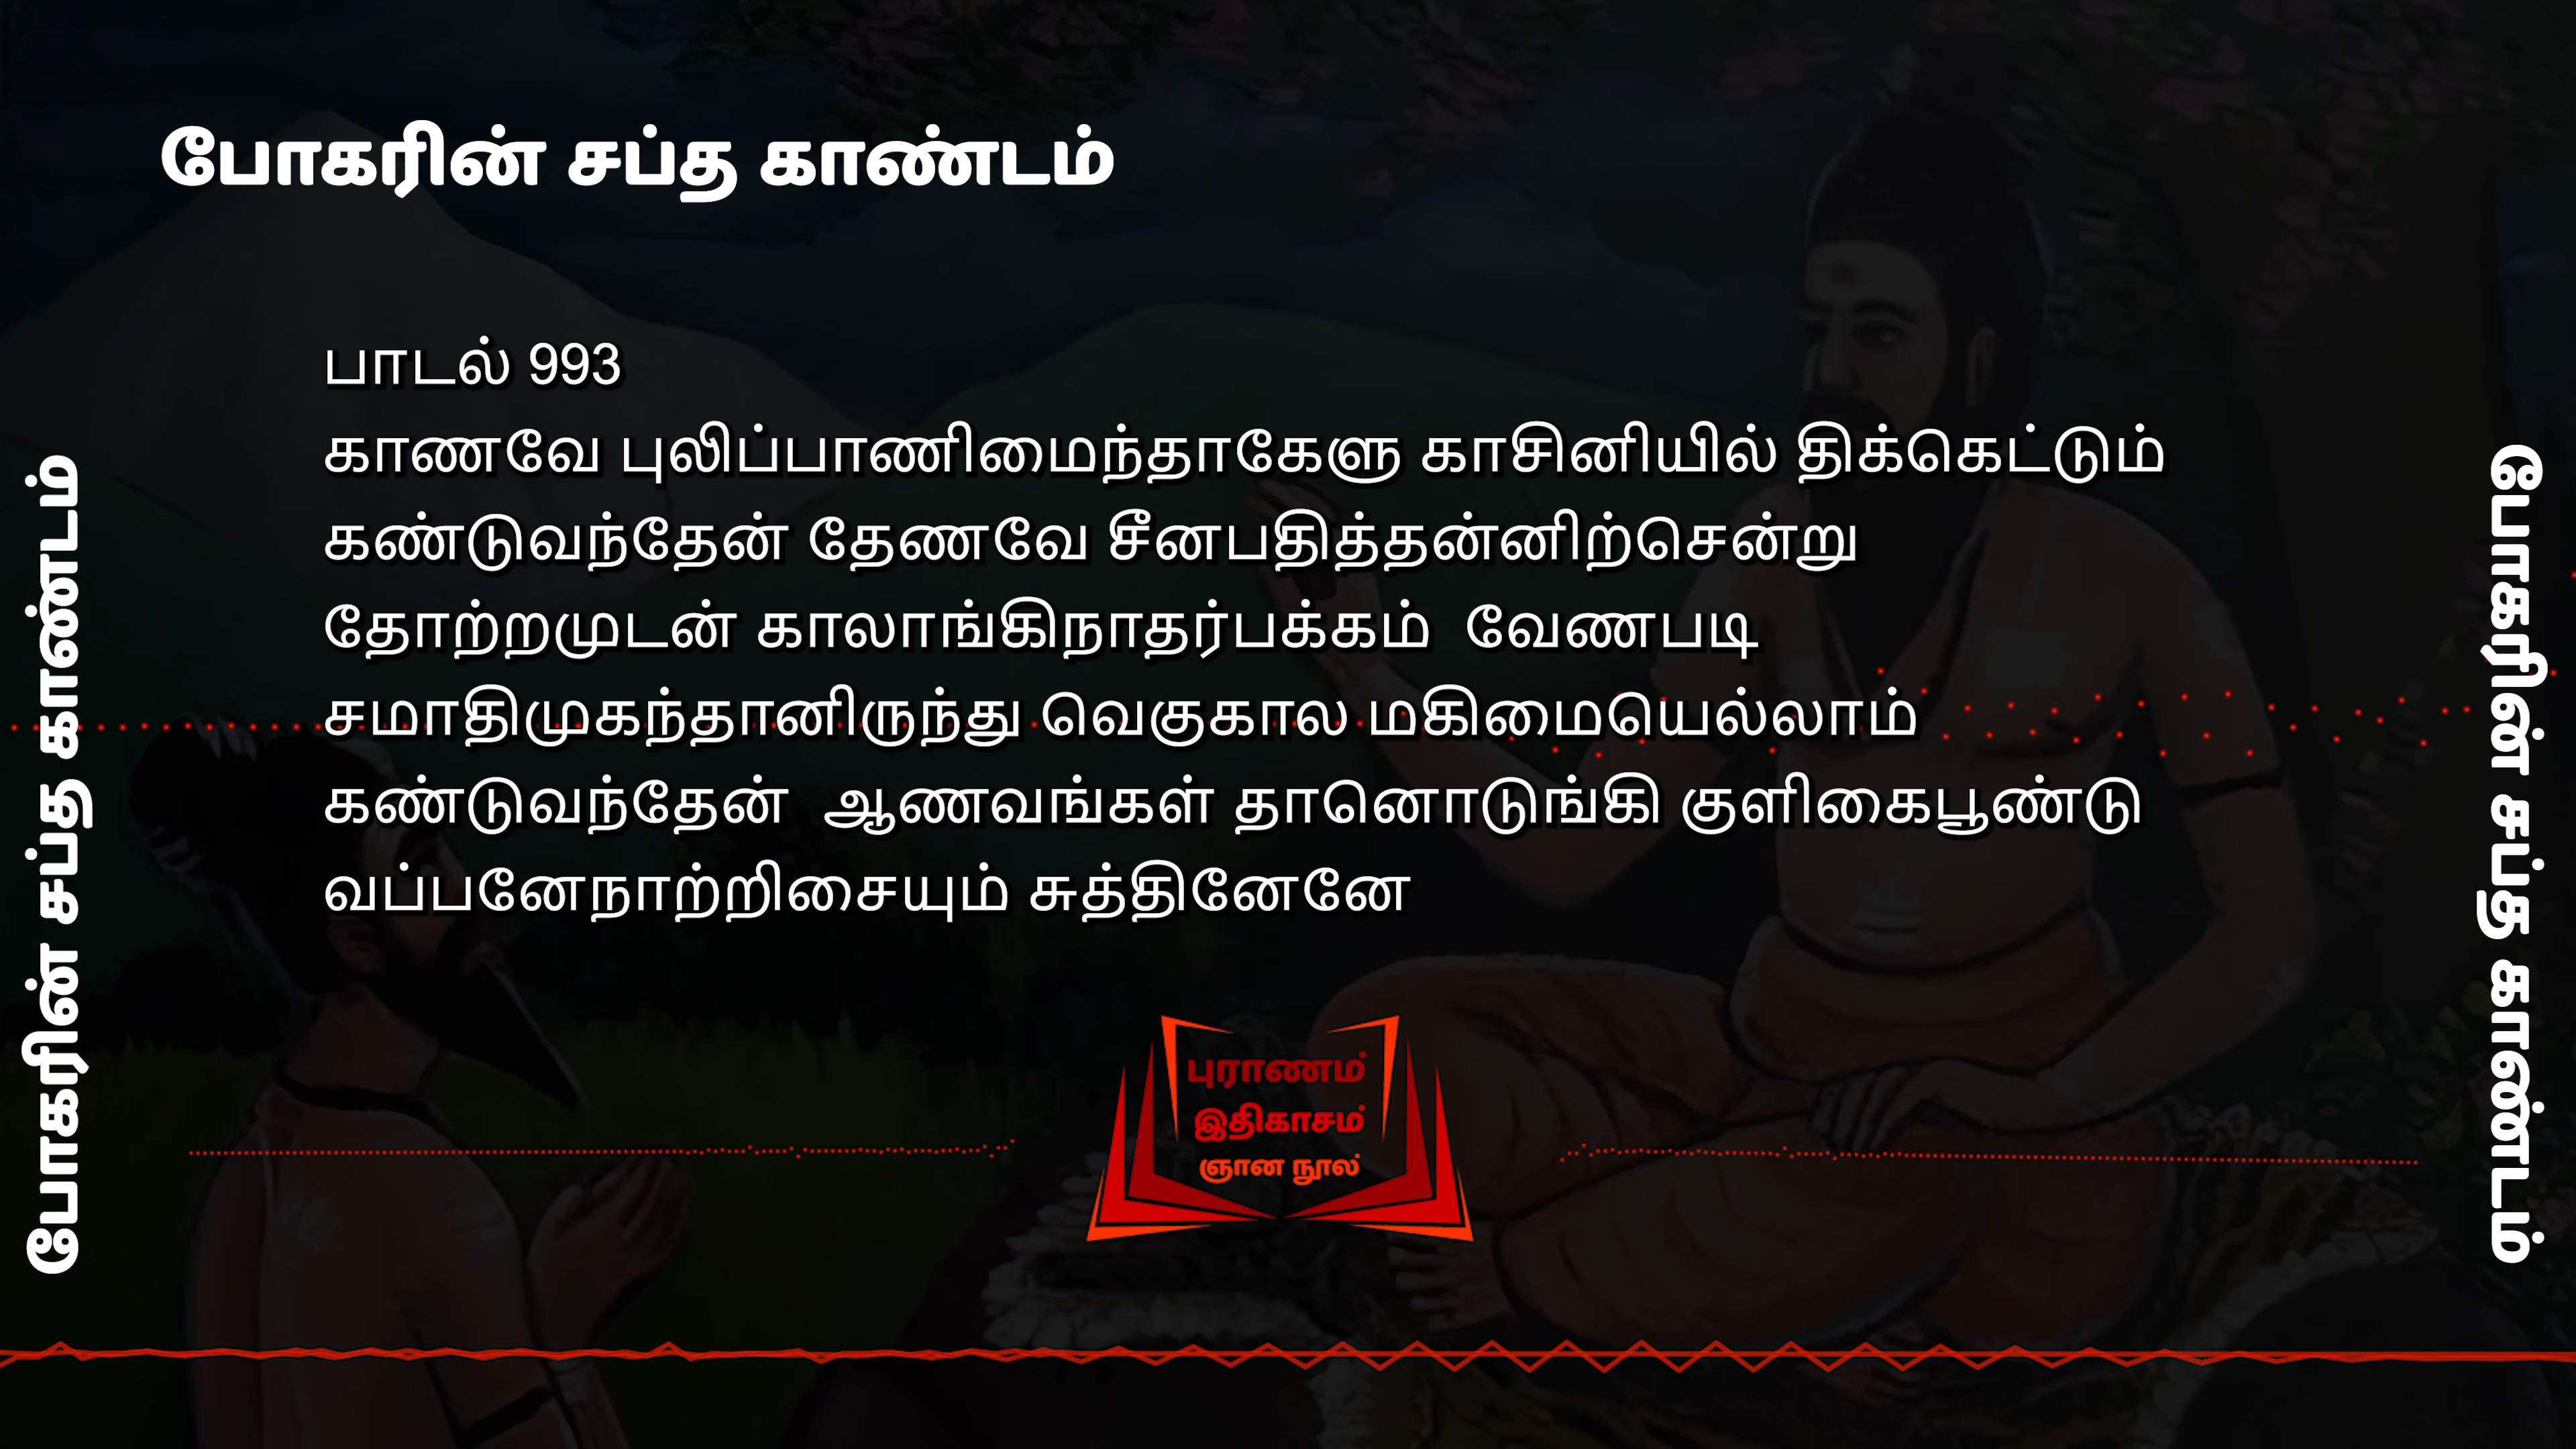 போகரின் சப்த காண்டம்
பாடல் 993
காணவே புலிப்பாணிமைந்தாகேளு காசினியில் திக்கெட்டும்
கண்டுவந்தேன் தேணவே சீனபதித்தன்னிற்சென்று
தோற்றமுடன் காலாங்கிநாதர்பக்கம் வேணபடி
சமாதிமுகந்தானிருந்து வெகுகால மகிமையெல்லாம்
கண்டுவந்தேன் ஆணவங்கள் தானொடுங்கி குளிகைபூண்டு
வப்பனேநாற்றிசையும் சுத்தினேனே
போகரின் சப்த காண்டம்
போகரின் சப்த காண்டம்
புராணம்
இதிகாசம்
ஞான நூல்